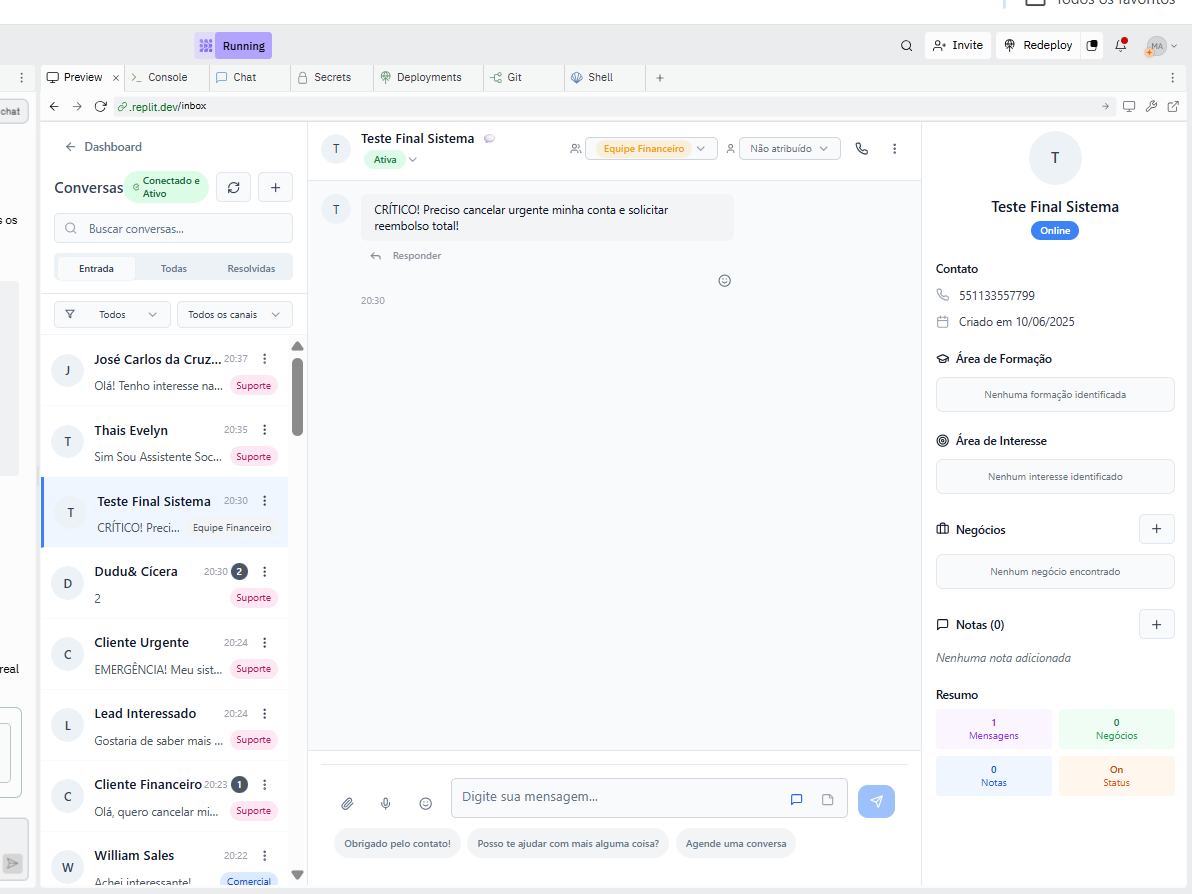 Todos os favoritos
Running
Invite
Redeploy
MA
Preview
Console
Chat
Secrets
Deployments
Git
Shell
chat
.replit.dev/inbox
s os
real
Dashboard
Conversas
Conectado e
Ativo
Buscar conversas...
Entrada
Todas
Resolvidas
Todos
Todos os canais
J
José Carlos da Cruz...
20:37
Olá! Tenho interesse na...
Suporte
T
Thais Evelyn
20:35
Sim Sou Assistente Soc...
Suporte
T
Teste Final Sistema
20:30
CRÍTICO! Preci...
Equipe Financeiro
D
Dudu& Cícera
20:30
2
2
Suporte
C
Cliente Urgente
20:24
EMERGÊNCIA! Meu sist...
Suporte
L
Lead Interessado
20:24
Gostaria de saber mais ...
Suporte
C
Cliente Financeiro
20:23
1
Olá, quero cancelar mi...
Suporte
W
William Sales
20:22
Achei interessante!
Comercial
T
Teste Final Sistema
Ativa
Equipe Financeiro
Não atribuído
T
CRÍTICO! Preciso cancelar urgente minha conta e solicitar
reembolso total!
Responder
20:30
Digite sua mensagem...
Obrigado pelo contato!
Posso te ajudar com mais alguma coisa?
Agende uma conversa
T
Teste Final Sistema
Online
Contato
551133557799
Criado em 10/06/2025
Área de Formação
Nenhuma formação identificada
Área de Interesse
Nenhum interesse identificado
Negócios
Nenhum negócio encontrado
Notas (0)
Nenhuma nota adicionada
Resumo
1
Mensagens
0
Negócios
0
Notas
On
Status